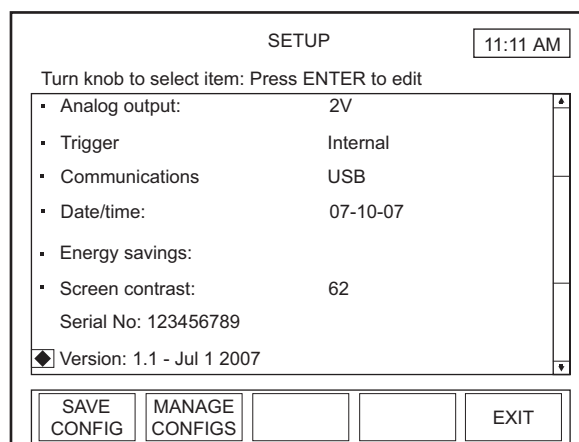 SETUP
11:11 AM
Turn knob to select item: Press ENTER to edit
Analog output: 2V
Trigger Internal
Communications USB
Date/time: 07-10-07
Energy savings:
Screen contrast: 62
Serial No: 123456789
Version: 1.1 - Jul 1 2007
SAVE CONFIG
MANAGE CONFIGS
EXIT